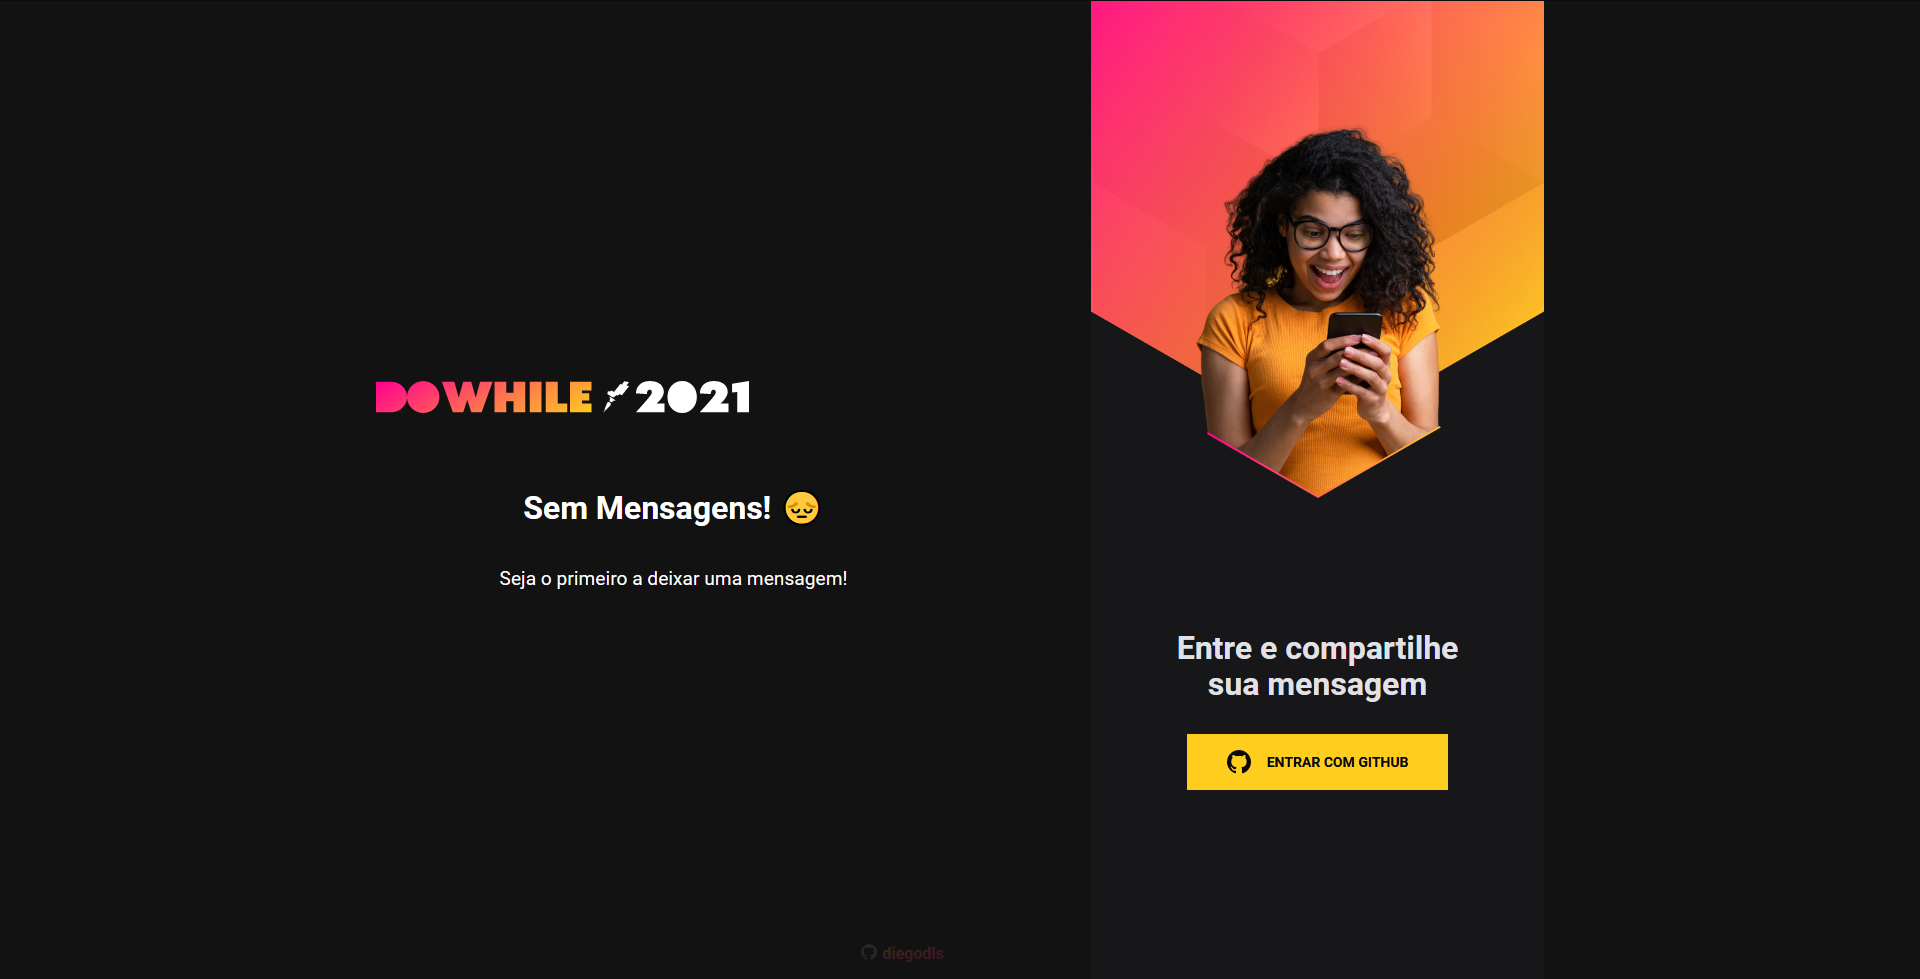 DOWHILE 2021
Sem Mensagens! 😔
Seja o primeiro a deixar uma mensagem!
Entre e compartilhe
sua mensagem
ENTRAR COM GITHUB
diegodls